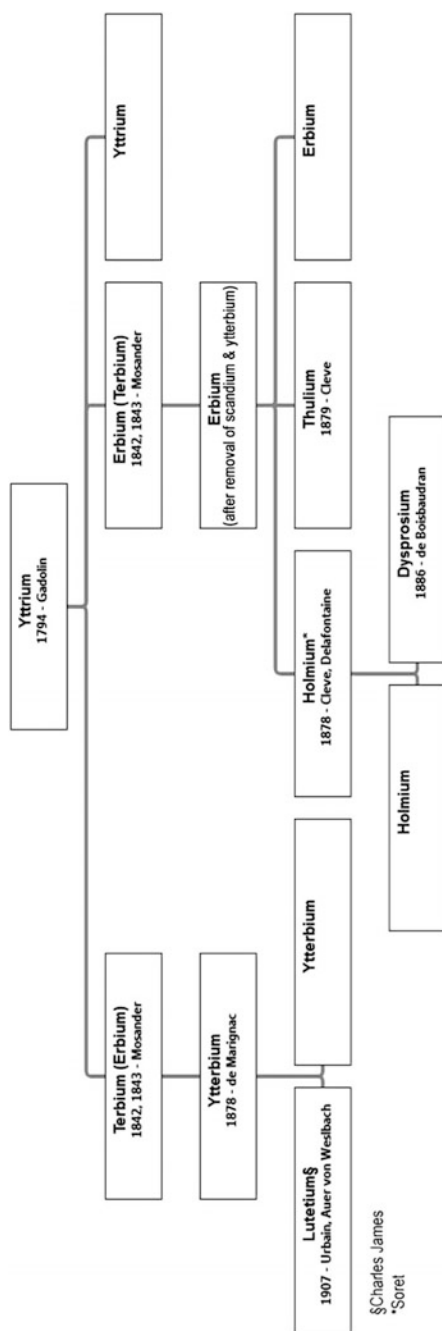 Yttrium
1794 - Gadolin
Terbium (Erbium)
1842, 1843 - Mosander
Erbium (Terbium)
1842, 1843 - Mosander
Yttrium
Ytterbium
1878 - de Marignac
Erbium
(after removal of scandium & ytterbium)
Lutetium§
1907 - Urbain, Auer von Weslbach
Ytterbium
Holmium*
1878 - Cleve, Delafontaine
Thulium
1879 - Cleve
Erbium
Holmium
Dysprosium
1886 - de Boisbaudran
§Charles James
*Soret